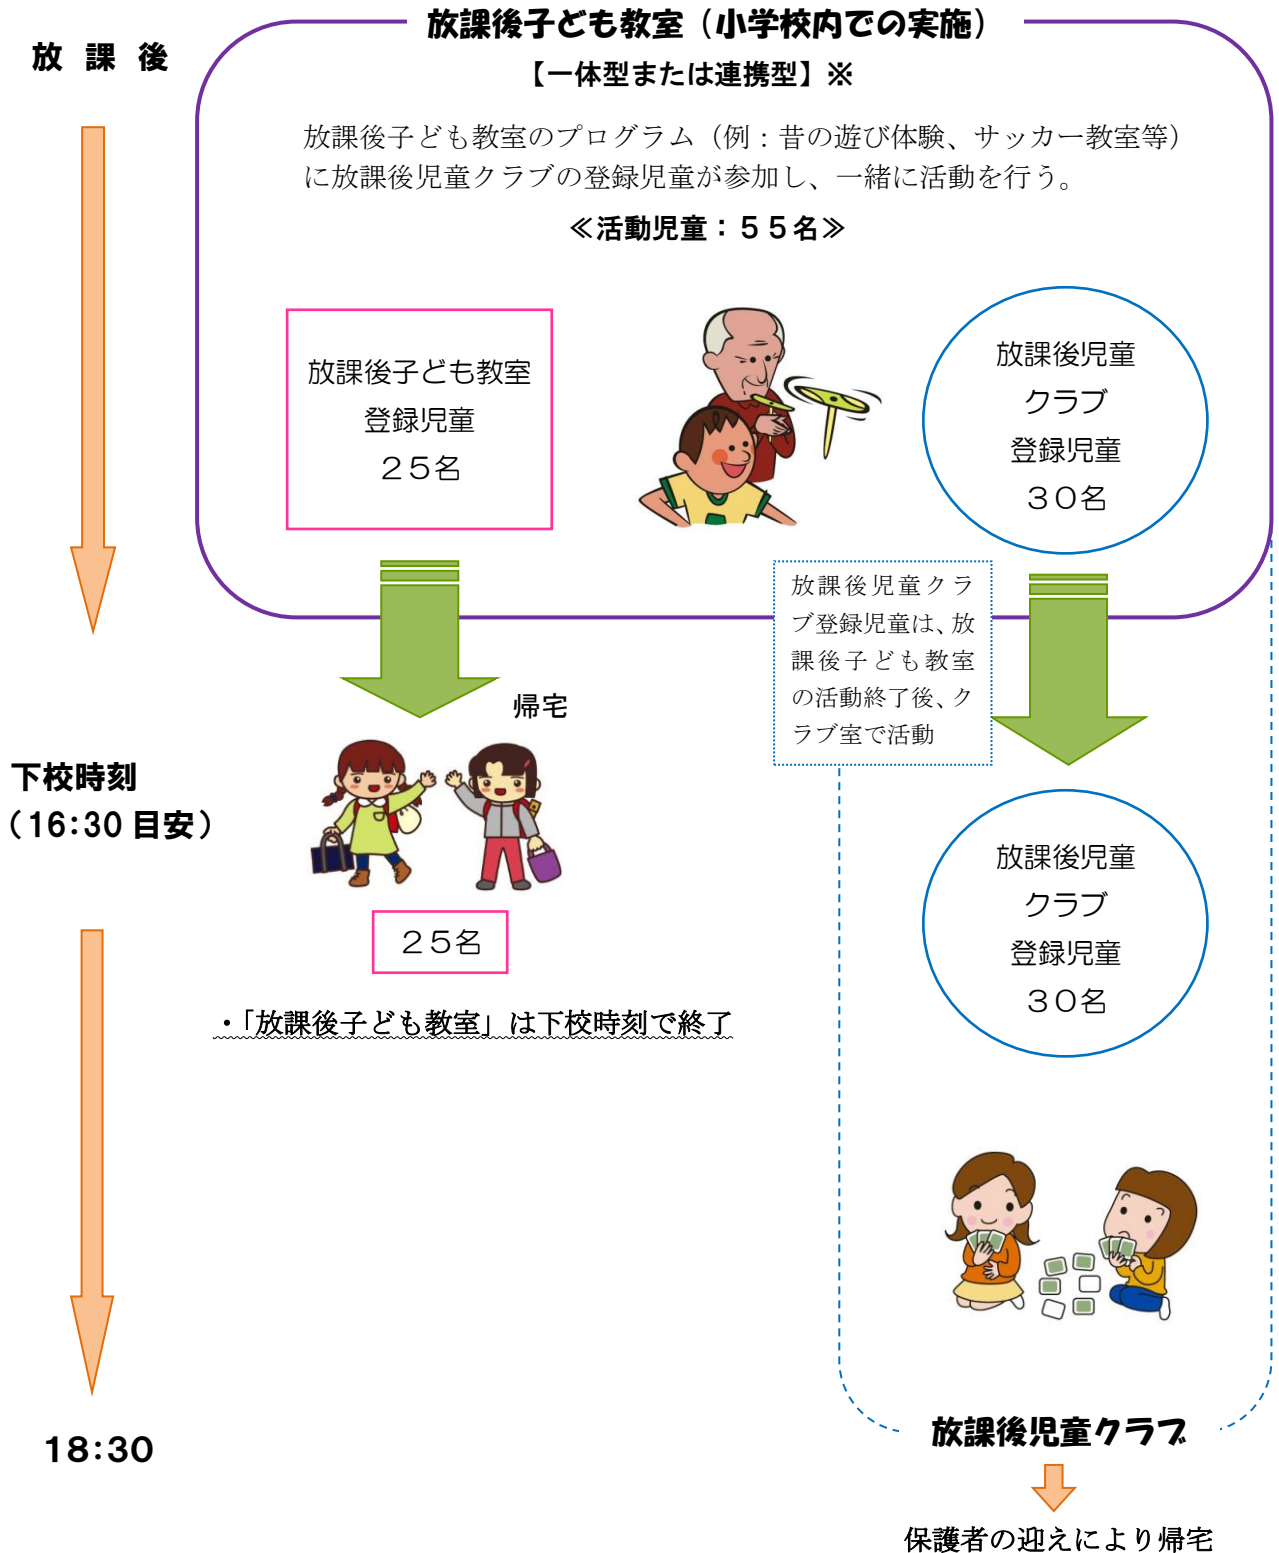 放課後子ども教室（小学校内での実施）
放 課 後
【一体型または連携型】※
放課後子ども教室のプログラム（例：昔の遊び体験、サッカー教室等）
に放課後児童クラブの登録児童が参加し、一緒に活動を行う。
≪活動児童：５５名≫
放課後子ども教室
登録児童
２５名
放課後児童
クラブ
登録児童
３０名
放課後児童クラ
ブ登録児童は、放
課後子ども教室
の活動終了後、ク
ラブ室で活動
帰宅
下校時刻
（16:30 目安）
２５名
・「放課後子ども教室」は下校時刻で終了
放課後児童
クラブ
登録児童
３０名
放課後児童クラブ
18:30
保護者の迎えにより帰宅